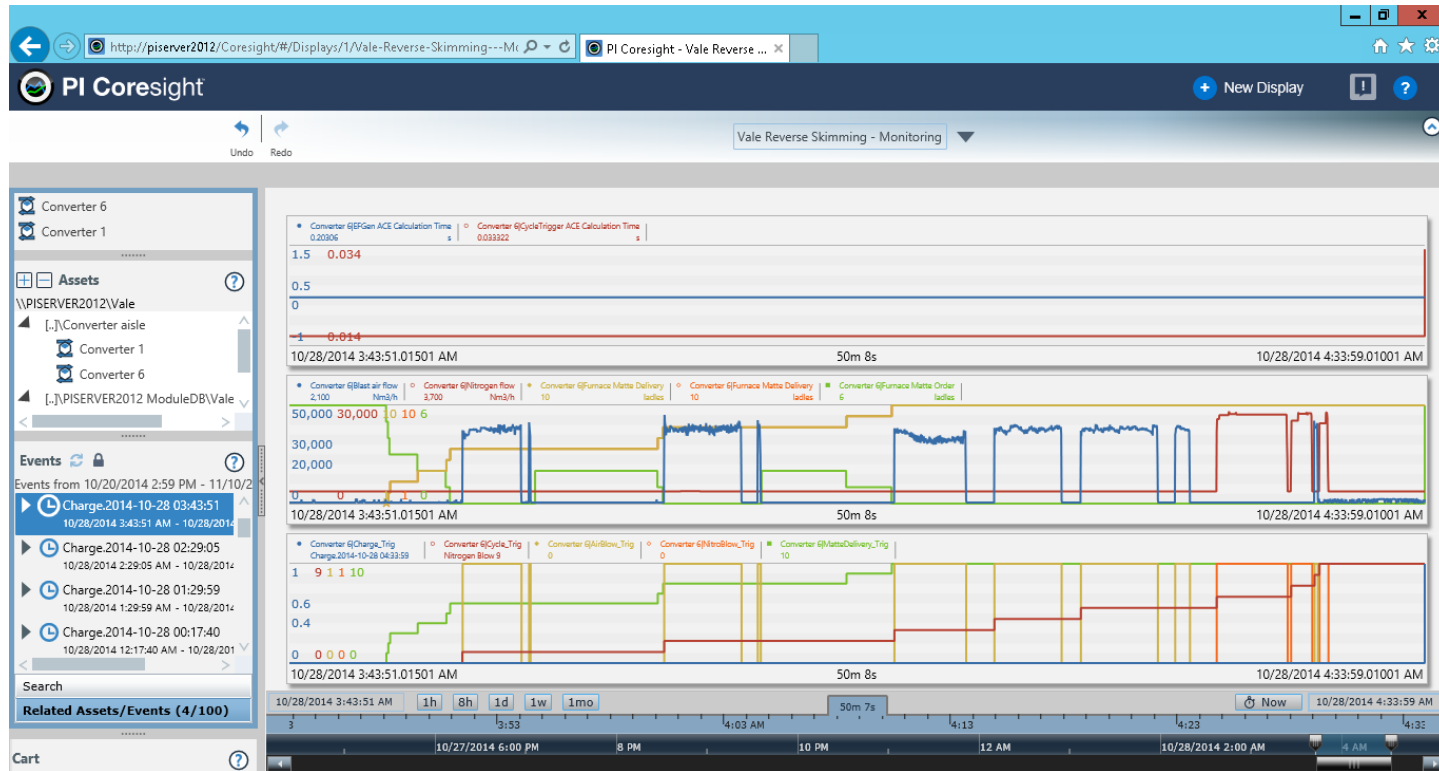 http://piserver2012/Coresight/#/Displays/1/Vale-Reverse-Skimming---Mo
PI Coresight - Vale Reverse ...
PI Coresight
New Display
Undo
Redo
Vale Reverse Skimming - Monitoring
Converter 6
Converter 1
Assets
\\PISERVER2012\Vale
[..]\Converter aisle
Converter 1
Converter 6
[..]\PISERVER2012 ModuleDB\Vale
Events
Events from 10/20/2014 2:59 PM - 11/10/2
Charge.2014-10-28 03:43:51
10/28/2014 3:43:51 AM - 10/28/2014
Charge.2014-10-28 02:29:05
10/28/2014 2:29:05 AM - 10/28/2014
Charge.2014-10-28 01:29:59
10/28/2014 1:29:59 AM - 10/28/2014
Charge.2014-10-28 00:17:40
10/28/2014 12:17:40 AM - 10/28/201
Search
Related Assets/Events (4/100)
Cart
Converter 6|EFGen ACE Calculation Time Converter 6|CycleTrigger ACE Calculation Time
0.20306 s 0.033322 s
1.5 0.034
0.5
0
-1 0.014
10/28/2014 3:43:51.01501 AM 50m 8s 10/28/2014 4:33:59.01001 AM
Converter 6|Blast air flow Converter 6|Nitrogen flow Converter 6|Furnace Matte Delivery Converter 6|Furnace Matte Delivery Converter 6|Furnace Matte Order
2,100 Nm3/h 3,700 Nm3/h 10 ladles 10 ladles 6 ladles
50,000 30,000 10 10 6
30,000
20,000
0 0 1 0
10/28/2014 3:43:51.01501 AM 50m 8s 10/28/2014 4:33:59.01001 AM
Converter 6|Charge_Trig Converter 6|Cycle_Trig Converter 6|AirBlow_Trig Converter 6|NitroBlow_Trig Converter 6|MatteDelivery_Trig
Charge.2014-10-28 04:33:59 Nitrogen Blow 9 0 0 10
1 9 1 1 10
0.6
0.4
0 0 0 0 0
10/28/2014 3:43:51.01501 AM 50m 8s 10/28/2014 4:33:59.01001 AM
10/28/2014 3:43:51 AM 1h 8h 1d 1w 1mo 50m 7s Now 10/28/2014 4:33:59 AM
3 3:53 4:03 AM 4:13 4:23 4:33
10/27/2014 6:00 PM 8 PM 10 PM 12 AM 10/28/2014 2:00 AM 4 AM